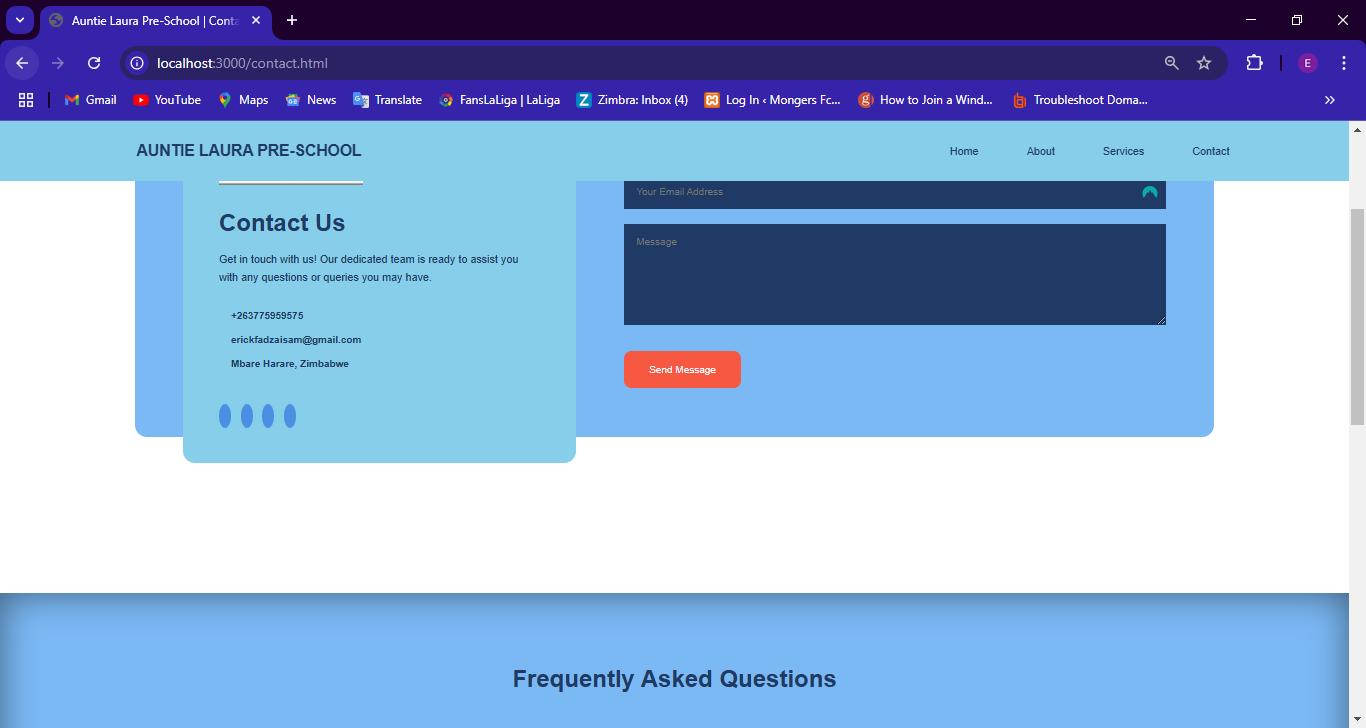 Auntie Laura Pre-School | Conta
localhost:3000/contact.html
E
Gmail
YouTube
Maps
News
Translate
FansLaLiga | LaLiga
Zimbra: Inbox (4)
Log In ‹ Mongers Fc...
How to Join a Wind...
Troubleshoot Doma...
AUNTIE LAURA PRE-SCHOOL
Home
About
Services
Contact
Contact Us
Get in touch with us! Our dedicated team is ready to assist you
with any questions or queries you may have.
+263775959575
erickfadzaisam@gmail.com
Mbare Harare, Zimbabwe
Your Email Address
Message
Send Message
Frequently Asked Questions